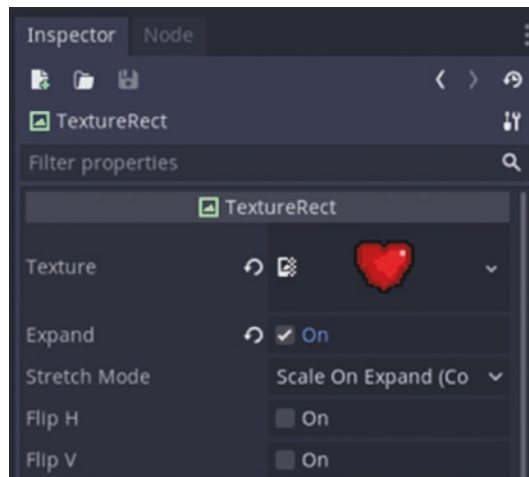 Inspector Node
TextureRect
Filter properties
TextureRect
Texture
Expand On
Stretch Mode Scale On Expand (Co
Flip H On
Flip V On